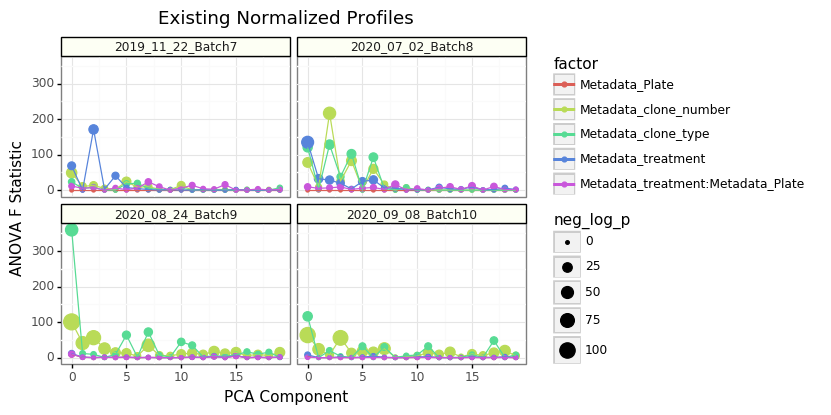 Existing Normalized Profiles
2019_11_22_Batch7
2020_07_02_Batch8
300
200
100
0
2020_08_24_Batch9
2020_09_08_Batch10
300
200
100
0
0
5
10
15
0
5
10
15
PCA Component
ANOVA F Statistic
factor
Metadata_Plate
Metadata_clone_number
Metadata_clone_type
Metadata_treatment
Metadata_treatment:Metadata_Plate
neg_log_p
0
25
50
75
100